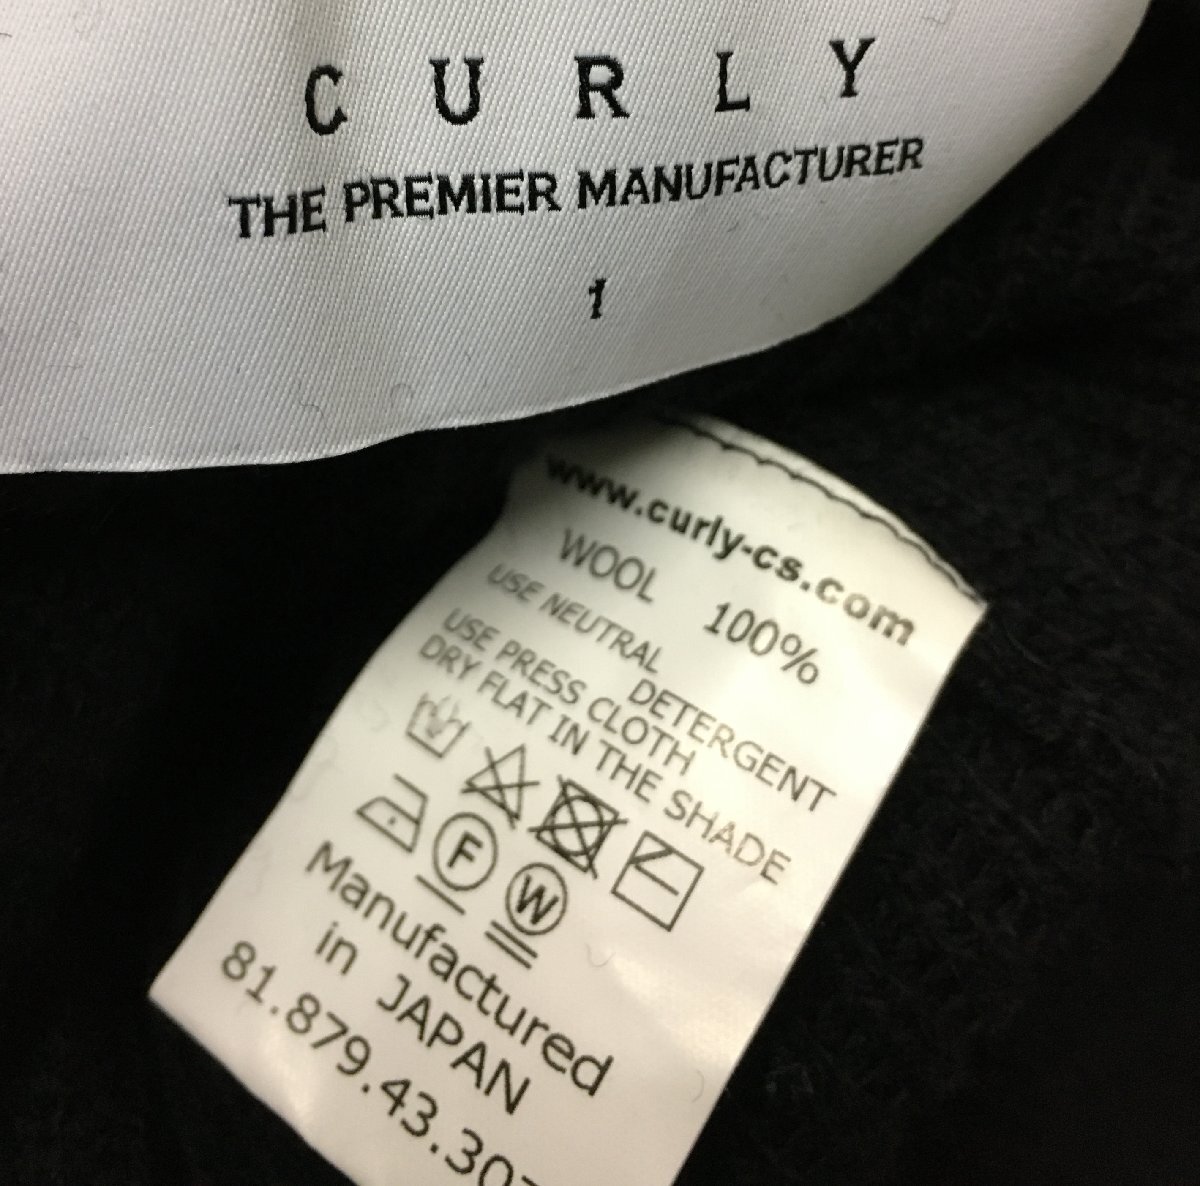 CURLY
THE PREMIER MANUFACTURER
1
www.curly-cs.com
WOOL 100%
USE NEUTRAL DETERGENT
USE PRESS CLOTH
DRY FLAT IN THE SHADE
F W
Manufactured
in JAPAN
81.879.43.30